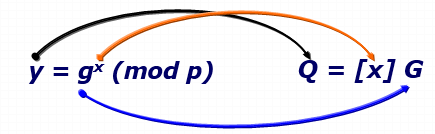 y = gˣ (mod p) Q = [x] G